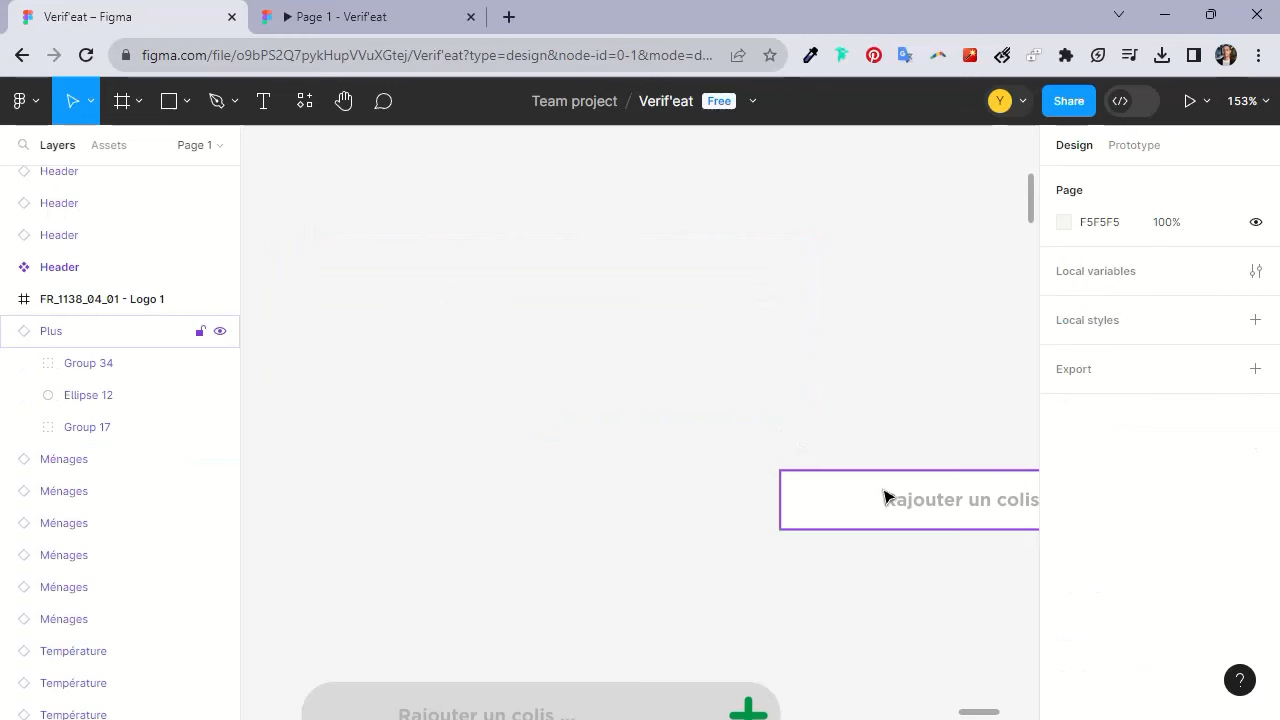 Verif'eat - Figma
Page 1 - Verif'eat
figma.com/file/o9bPS2Q7pykHupVVuXGtej/Verif'eat?type=design&node-id=0-1&mode=d...
Team project / Verif'eat Free
Y
Share
153%
Layers
Assets
Page 1
Header
Header
Header
Header
FR_1138_04_01 - Logo 1
Plus
Group 34
Ellipse 12
Group 17
Ménages
Ménages
Ménages
Ménages
Ménages
Ménages
Température
Température
Température
Rajouter un colis
Rajouter un colis ...
Design
Prototype
Page
F5F5F5
100%
Local variables
Local styles
Export
?